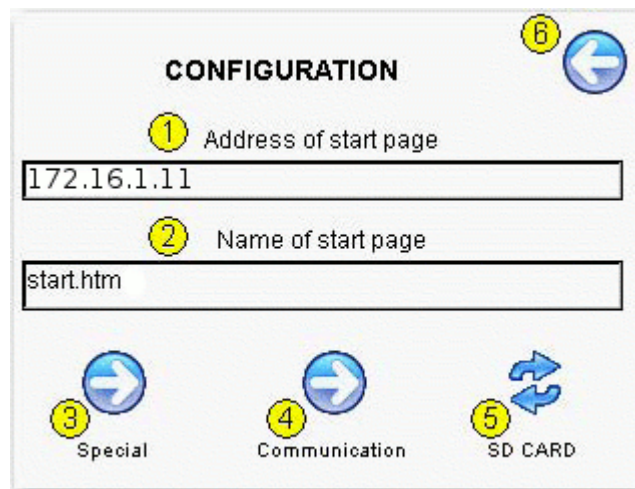 6
CONFIGURATION
1 Address of start page
172.16.1.11
2 Name of start page
start.htm
3 4 5
Special Communication SD CARD